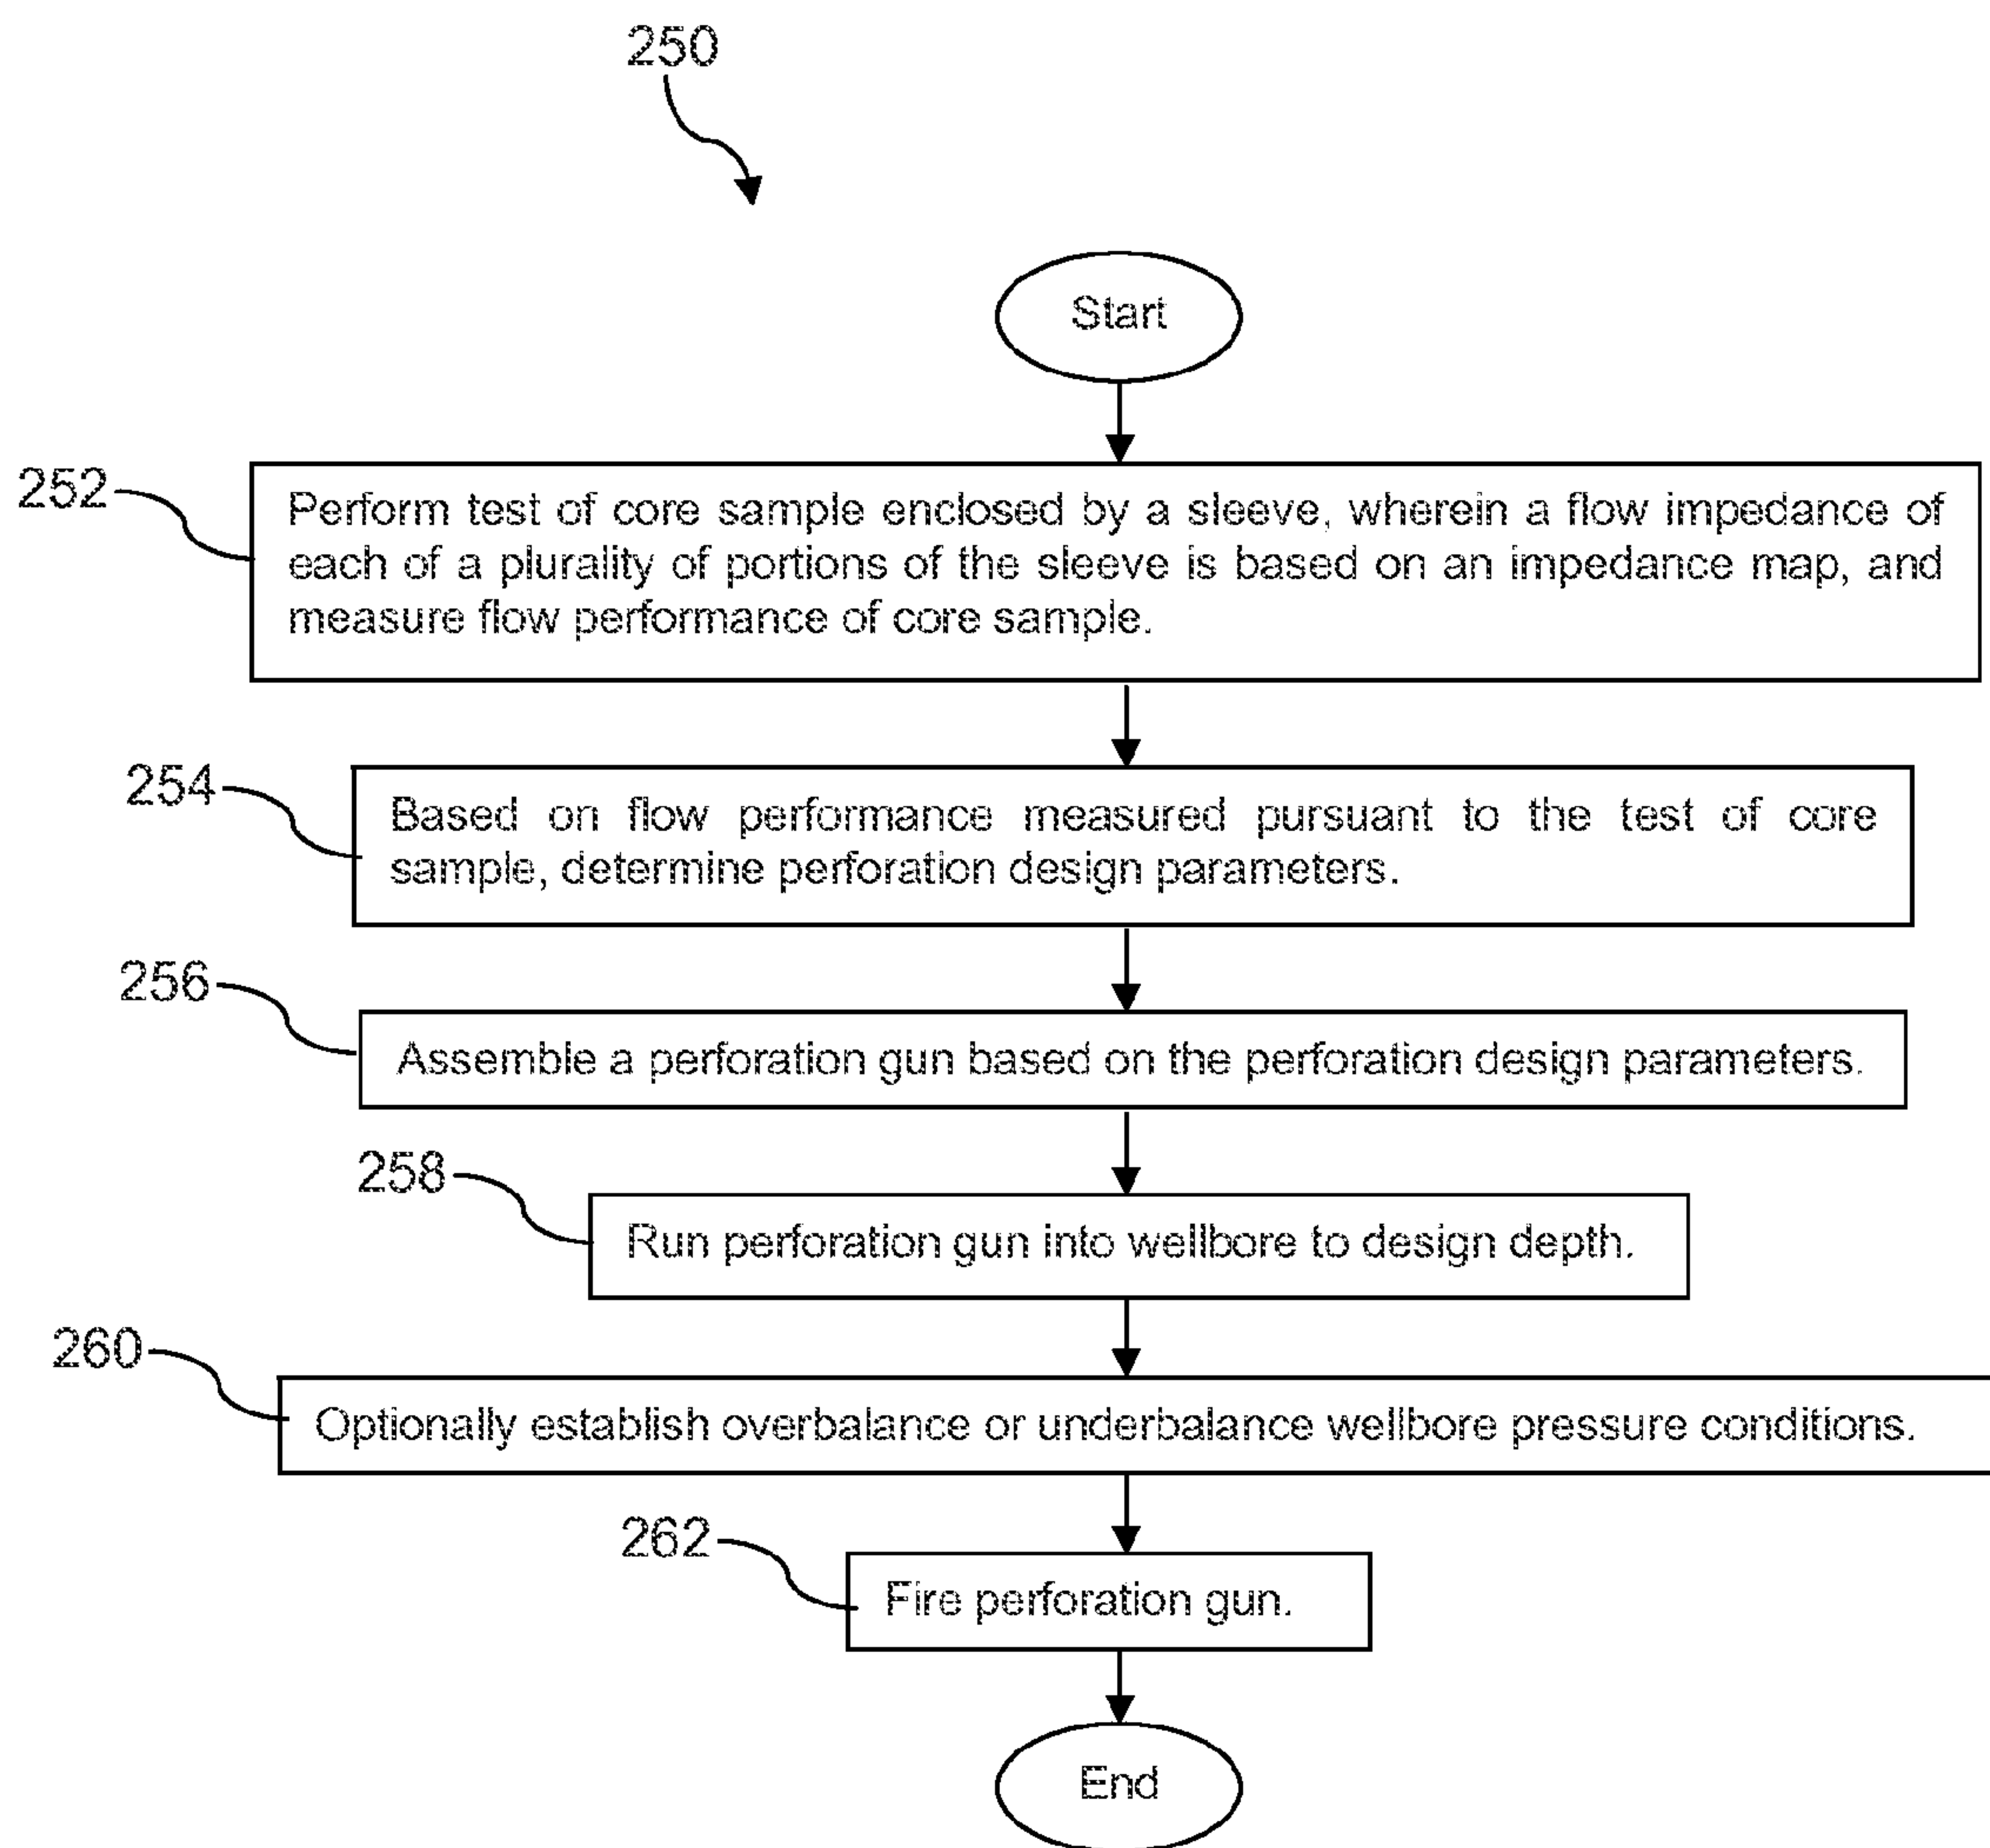 250
Start
252
Perform test of core sample enclosed by a sleeve, wherein a flow impedance of
each of a plurality of portions of the sleeve is based on an impedance map, and
measure flow performance of core sample.
254
Based on flow performance measured pursuant to the test of core
sample, determine perforation design parameters.
256
Assemble a perforation gun based on the perforation design parameters.
258
Run perforation gun into wellbore to design depth.
260
Optionally establish overbalance or underbalance wellbore pressure conditions.
262
Fire perforation gun.
End